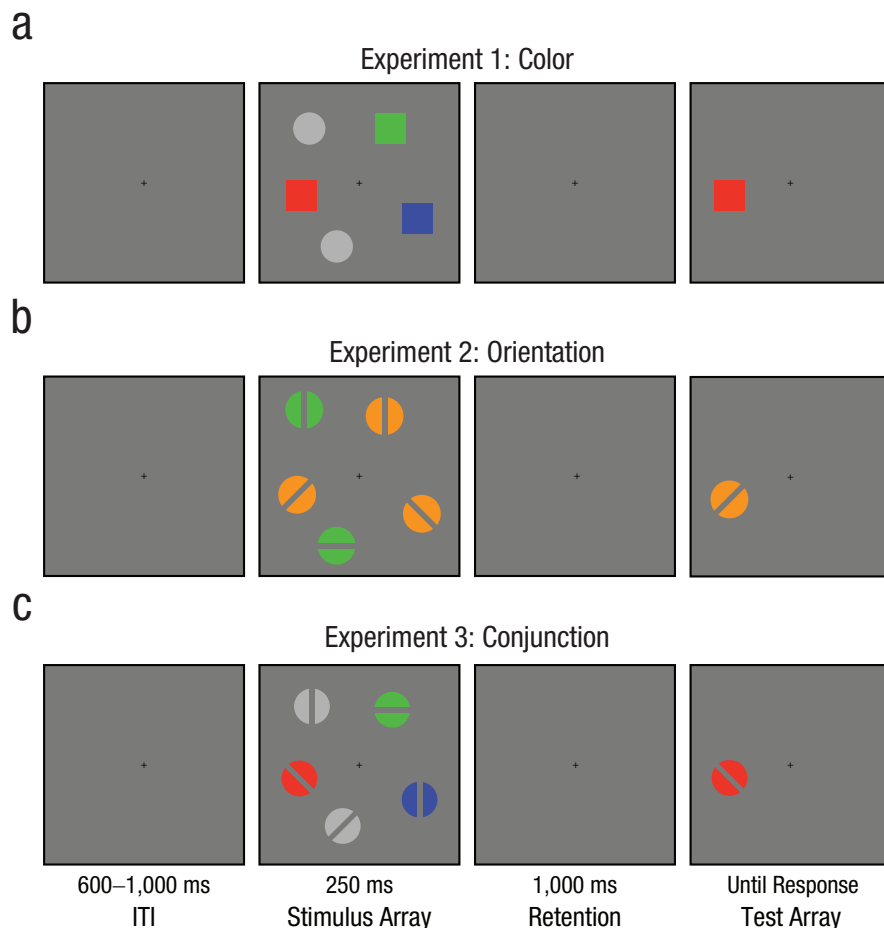 a
Experiment 1: Color
b
Experiment 2: Orientation
c
Experiment 3: Conjunction
600–1,000 ms
250 ms
1,000 ms
Until Response
ITI
Stimulus Array
Retention
Test Array